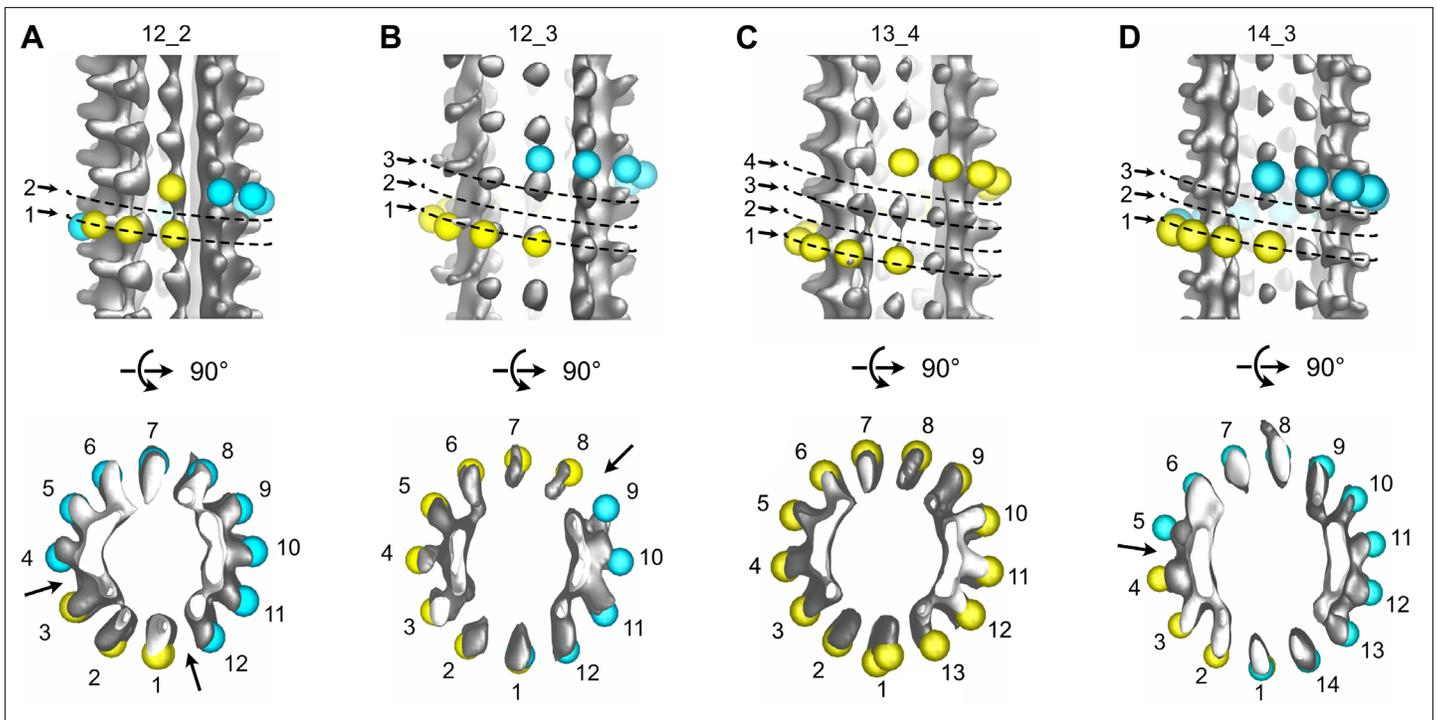 A 12_2 B 12_3 C 13_4 D 14_3
2 1 3 2 1 4 3 2 1 3 2 1
90° 90° 90° 90°
7 6 8 5 9 4 10 3 11 2 12 1
7 6 8 5 9 4 10 3 11 2 12 1
7 8 6 9 5 10 4 11 3 12 2 13 1
7 8 6 9 10 5 11 4 12 3 13 2 14 1